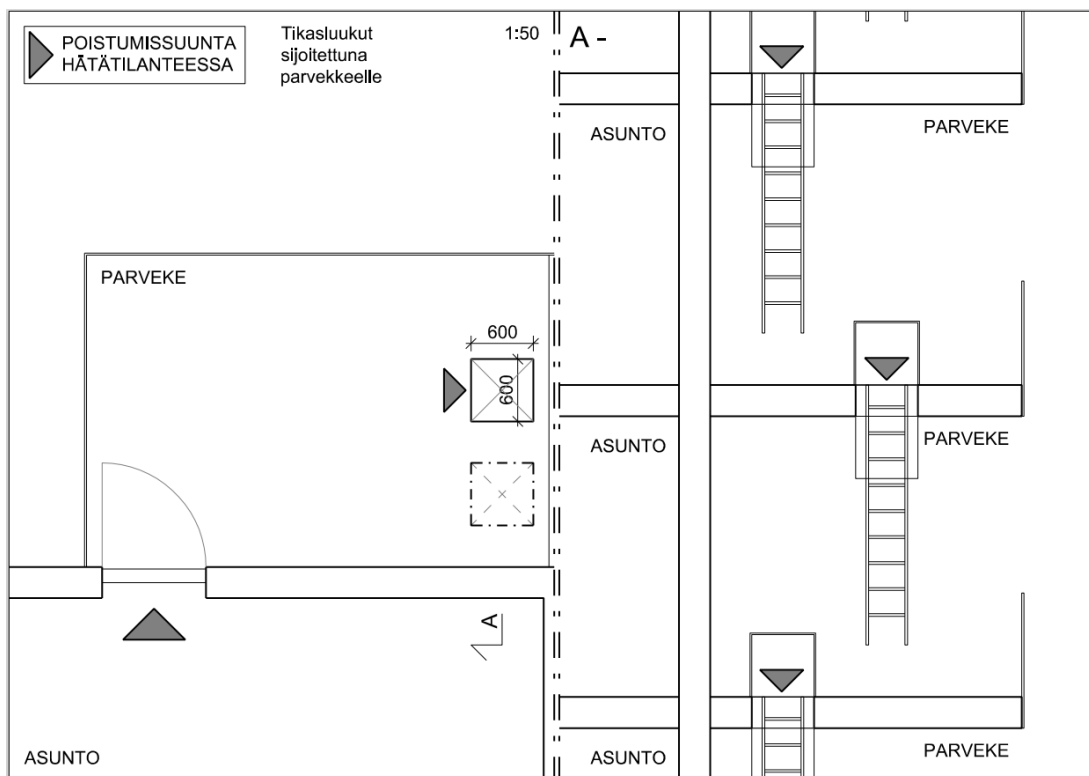 POISTUMISSUUNTA
HÄTÄTILANTEESSA
Tikasluukut
sijoitettuna
parvekkeelle
1:50
PARVEKE
600
600
A
ASUNTO
A -
ASUNTO
PARVEKE
ASUNTO
PARVEKE
ASUNTO
PARVEKE